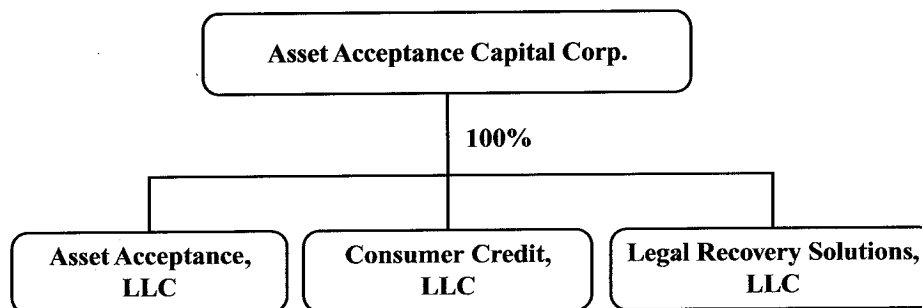 Asset Acceptance Capital Corp.
100%
Asset Acceptance,
LLC
Consumer Credit,
LLC
Legal Recovery Solutions,
LLC